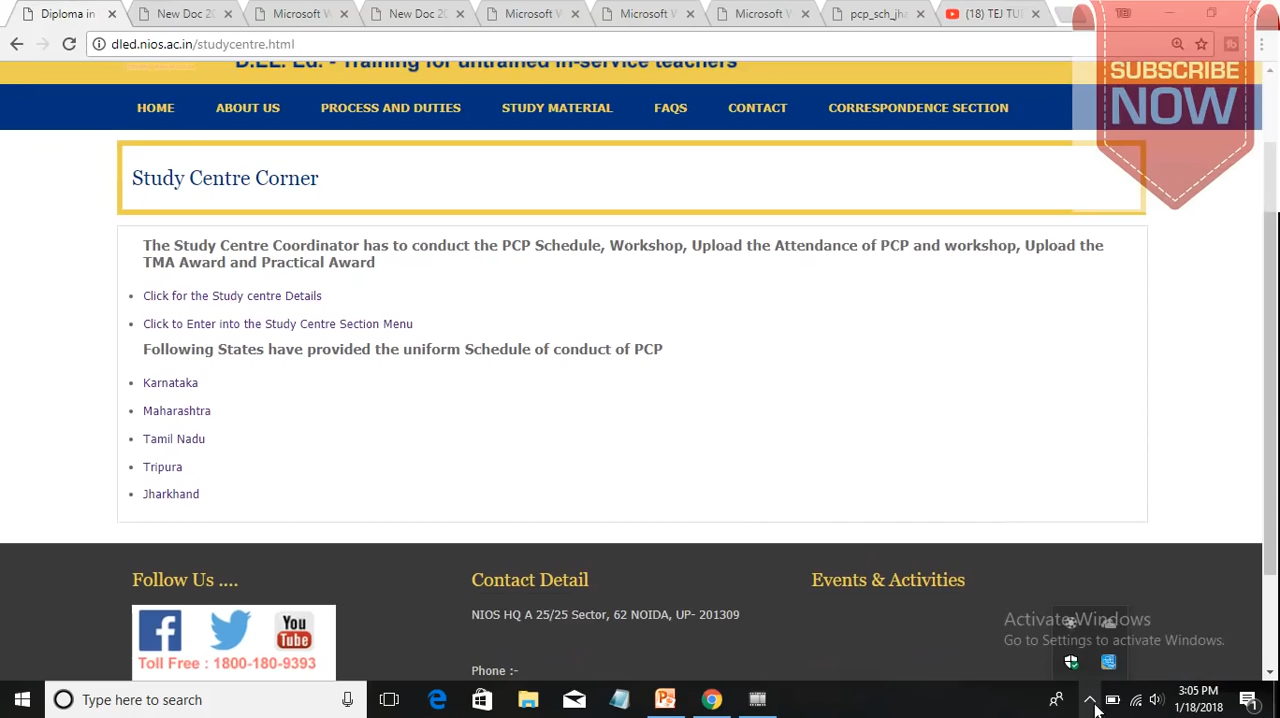 Diploma in
New Doc 20
Microsoft W
New Doc 20
Microsoft W
Microsoft W
Microsoft W
pcp_sch_jha
(18) TEJ TUT
dled.nios.ac.in/studycentre.html
D.EL. Ed. - Training for untrained in-service teachers
HOME ABOUT US PROCESS AND DUTIES STUDY MATERIAL FAQS CONTACT CORRESPONDENCE SECTION
SUBSCRIBE
NOW
Study Centre Corner
The Study Centre Coordinator has to conduct the PCP Schedule, Workshop, Upload the Attendance of PCP and workshop, Upload the
TMA Award and Practical Award
Click for the Study centre Details
Click to Enter into the Study Centre Section Menu
Following States have provided the uniform Schedule of conduct of PCP
Karnataka
Maharashtra
Tamil Nadu
Tripura
Jharkhand
Follow Us ....
Contact Detail
Events & Activities
You
Tube
Toll Free : 1800-180-9393
NIOS HQ A 25/25 Sector, 62 NOIDA, UP- 201309
Phone :-
Activate Windows
Go to Settings to activate Windows.
Type here to search
3:05 PM
1/18/2018
1